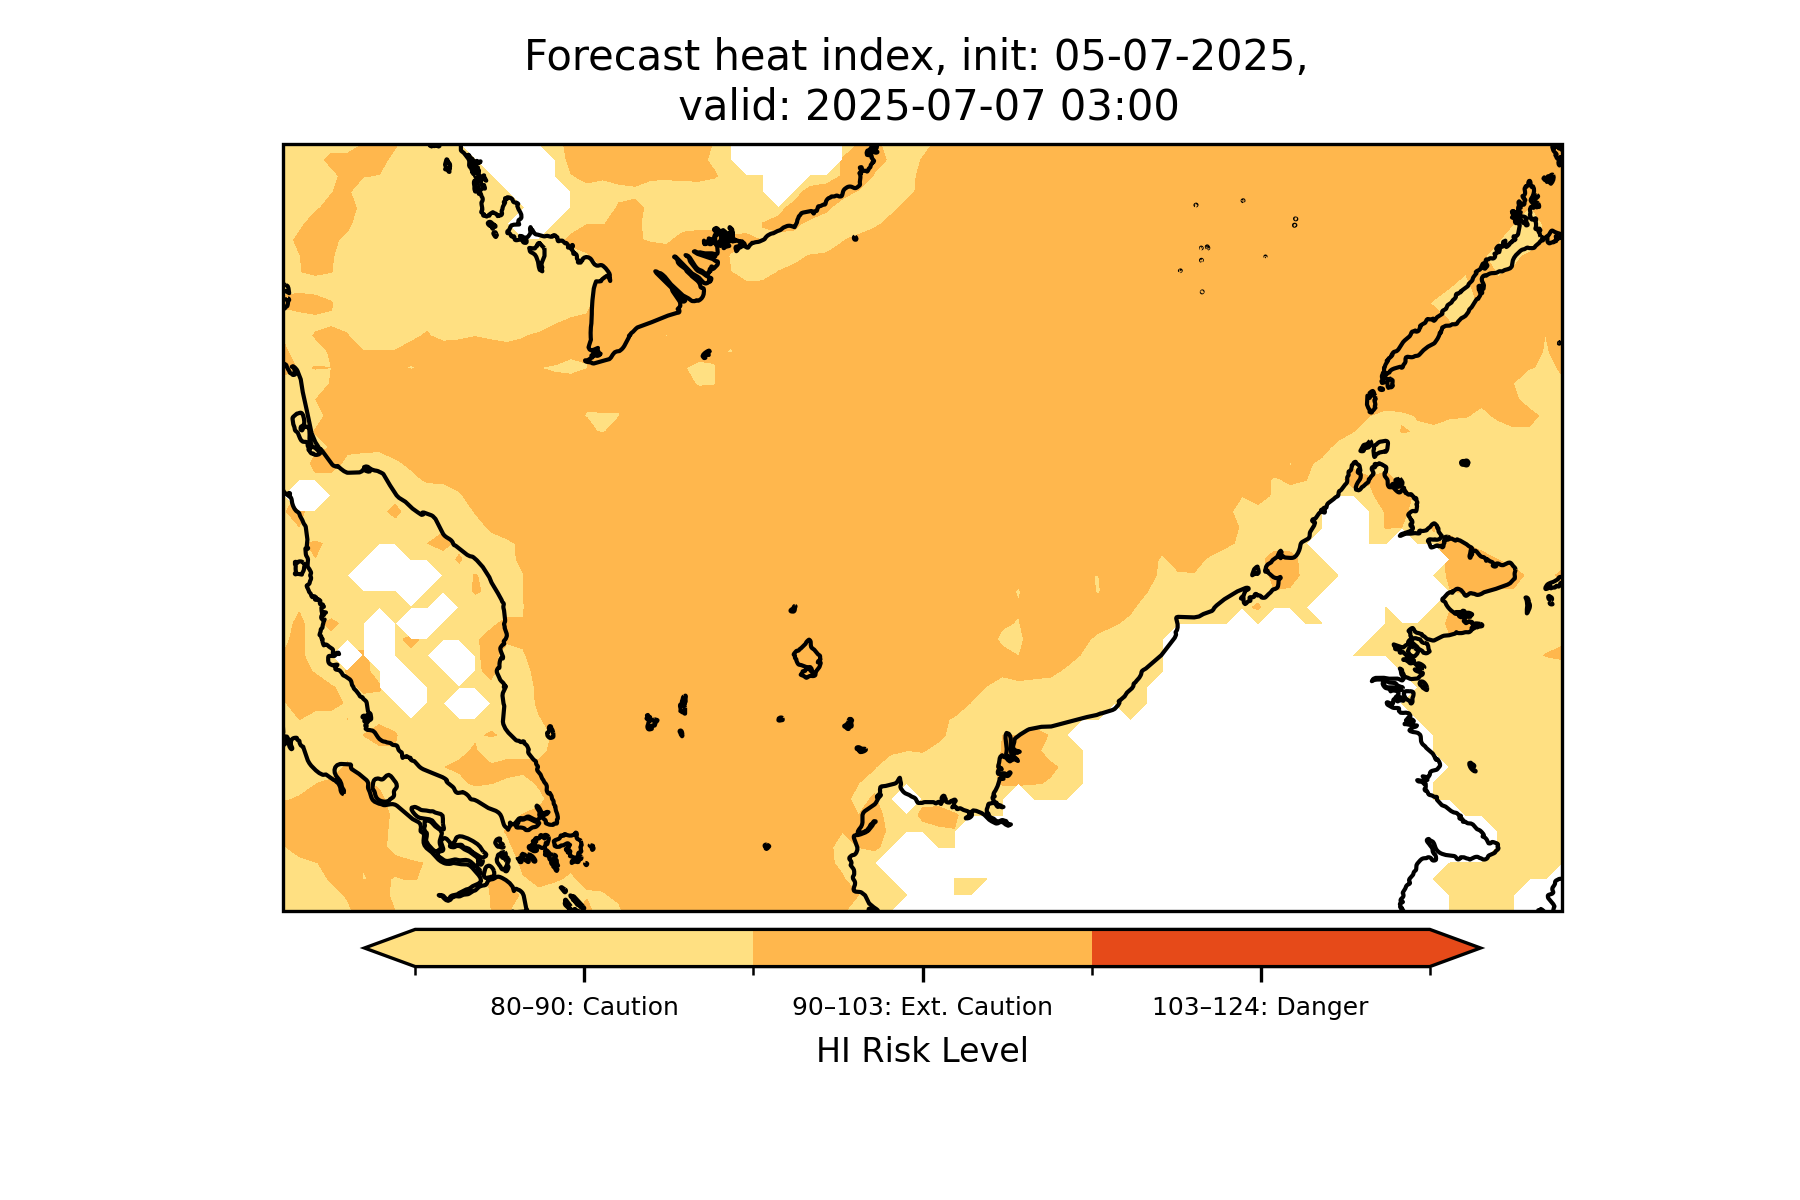 Forecast heat index, init: 05-07-2025,
valid: 2025-07-07 03:00
80–90: Caution
90–103: Ext. Caution
103–124: Danger
HI Risk Level